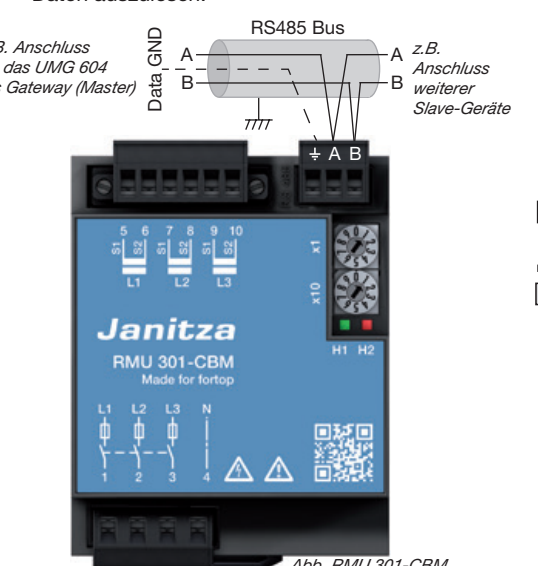 Daten auszulesen.
RS485 Bus
B. Anschluss
das UMG 604
Gateway (Master)
Data GND
A
B
A
B
z.B.
Anschluss
weiterer
Slave-Geräte
A B
5 6 7 8 9 10
S1 S2 S1 S2 S1 S2
L1 L2 L3
x1
x10
H1 H2
Janitza
RMU 301-CBM
Made for fortop
L1 L2 L3 N
1 2 3 4
Abb. RMU 301-CBM